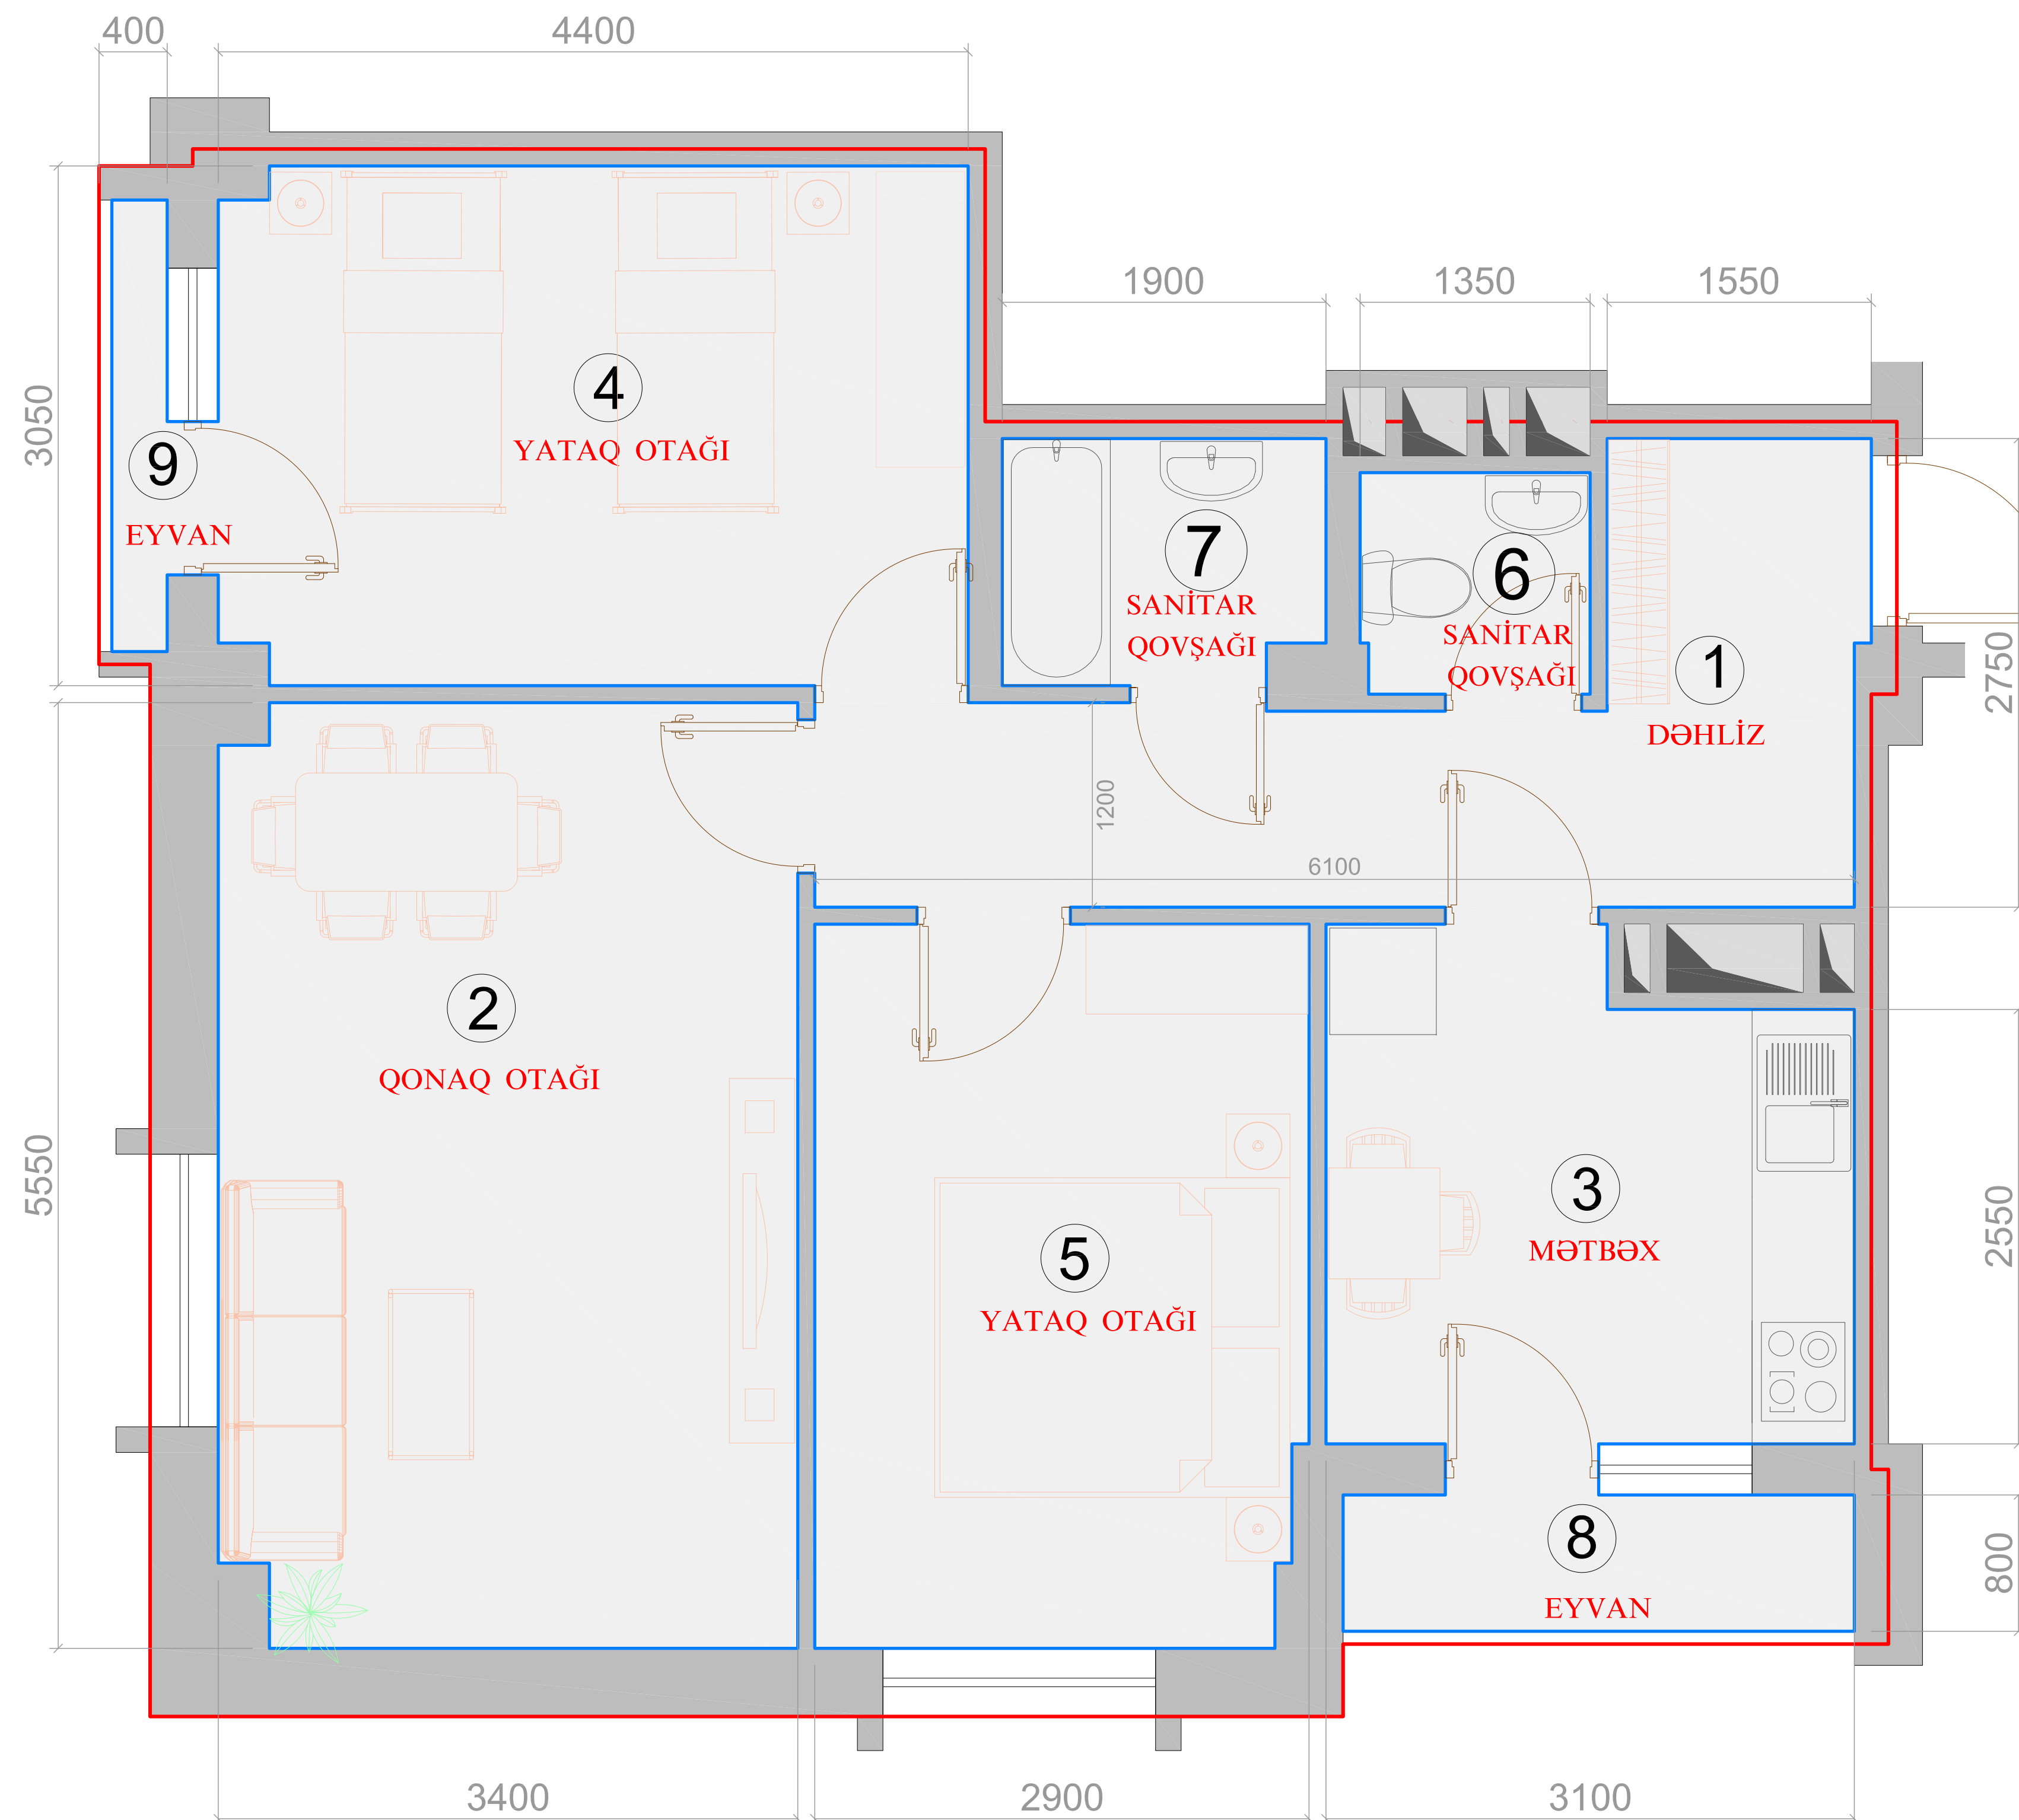 400
4400
1900
1350
1550
3050
4
YATAQ OTAĞI
9
EYVAN
7
SANİTAR
QOVŞAĞI
6
SANİTAR
QOVŞAĞI
1
DƏHLİZ
2750
1200
6100
2
QONAQ OTAĞI
5550
5
YATAQ OTAĞI
3
MƏTBƏX
2550
8
EYVAN
800
3400
2900
3100